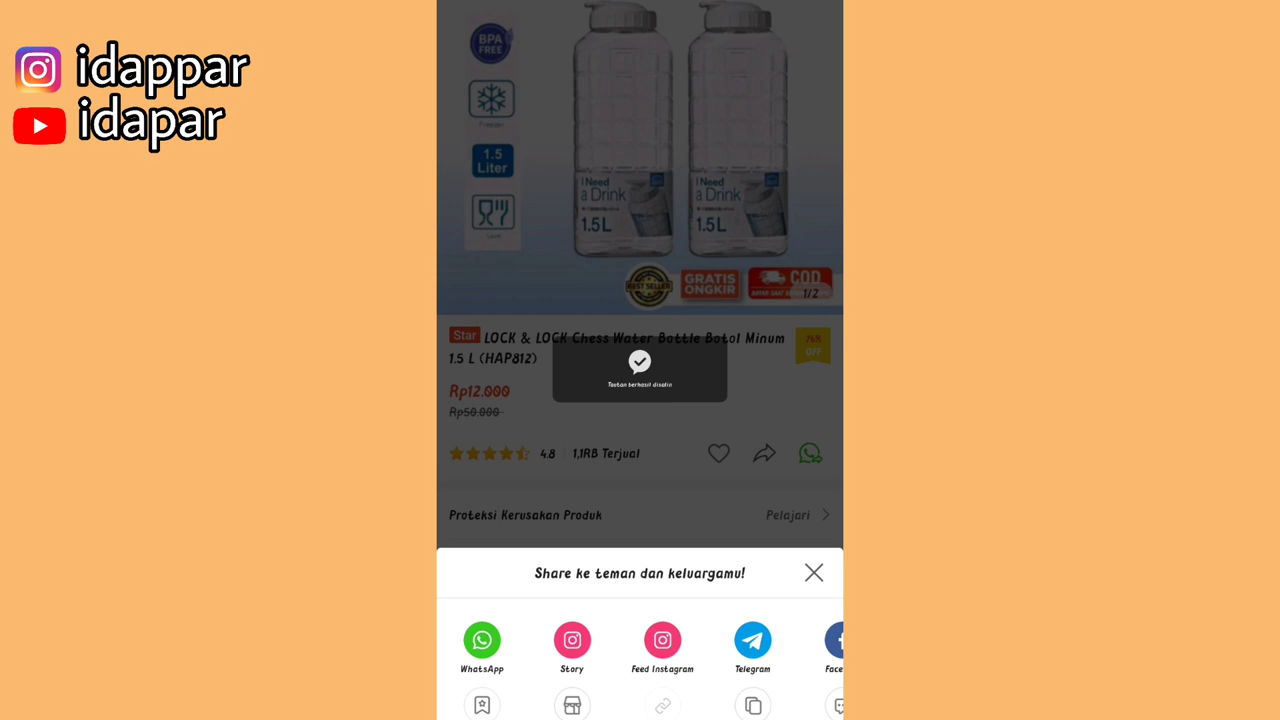 idappar
idapar
BPA
FREE
Freezer
1.5
Liter
I Need
a Drink
1.5L
I Need
a Drink
1.5L
BEST SELLER
GRATIS
ONGKIR
COD
1/2
Star LOCK & LOCK Chess Water Bottle Botol Minum
1.5 L (HAP812)
76%
OFF
Tautan berhasil disalin
Rp12.000
Rp50.000
4.8
1,1RB Terjual
Proteksi Kerusakan Produk
Pelajari
Share ke teman dan keluargamu!
WhatsApp
Story
Feed Instagram
Telegram
Face